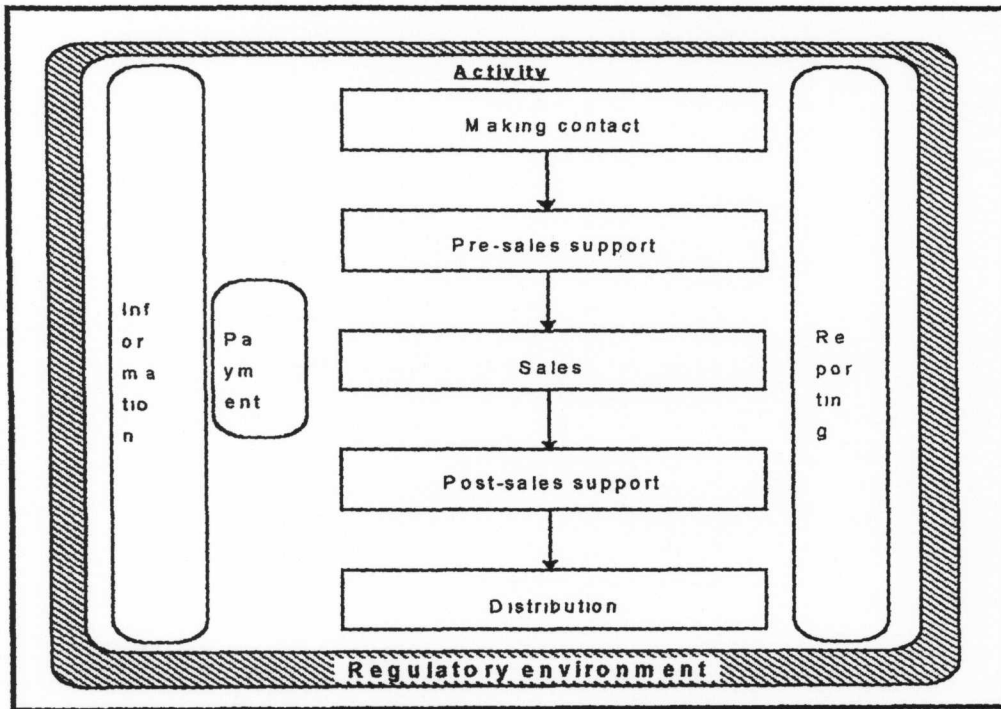 Activity
Making contact
Pre-sales support
Inf
or
ma
tio
n
Pa
ym
ent
Sales
Re
por
tin
g
Post-sales support
Distribution
Regulatory environment